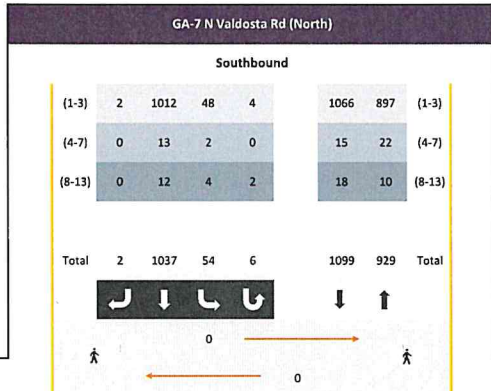 GA-7 N Valdosta Rd (North)
Southbound
(1-3) 2 1012 48 4 1066 897 (1-3)
(4-7) 0 13 2 0 15 22 (4-7)
(8-13) 0 12 4 2 18 10 (8-13)
Total 2 1037 54 6 1099 929 Total
0
0